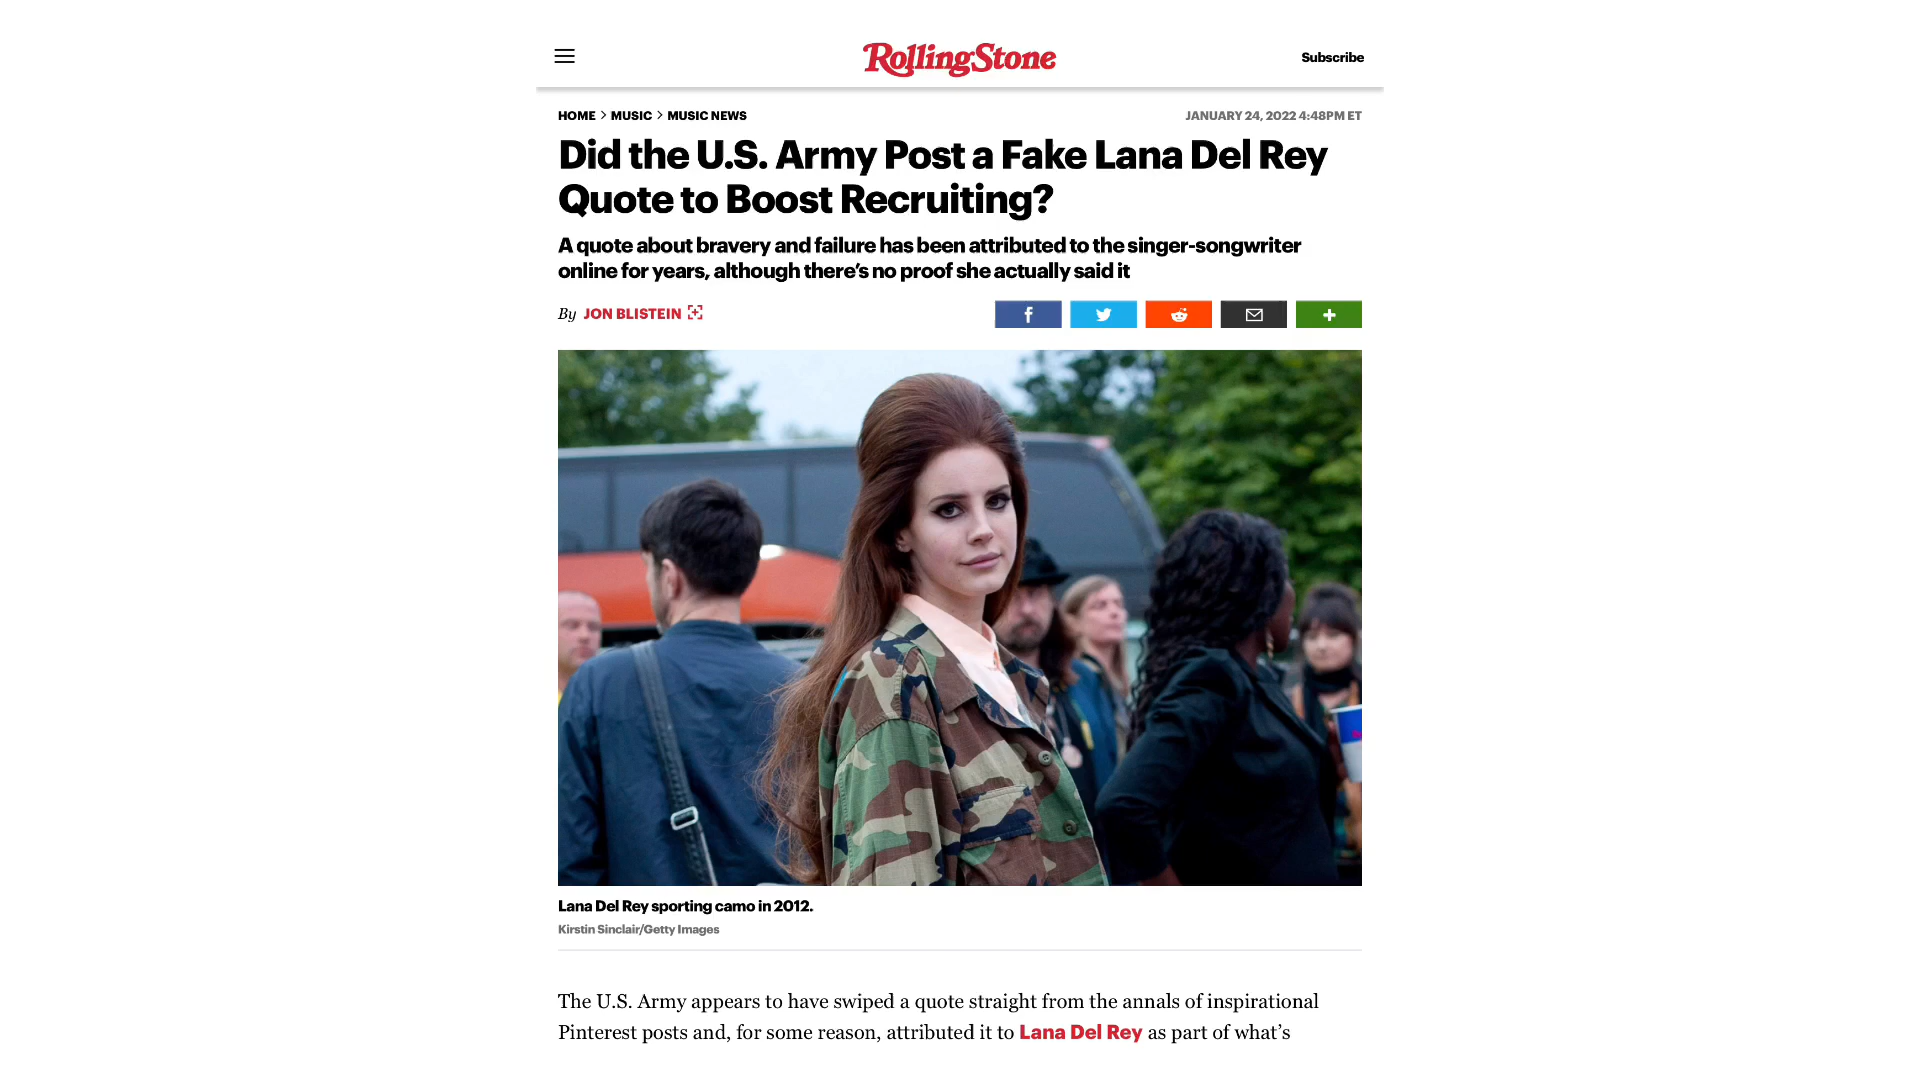 RollingStone
Subscribe
HOME > MUSIC > MUSIC NEWS
JANUARY 24, 2022 4:48PM ET
Did the U.S. Army Post a Fake Lana Del Rey
Quote to Boost Recruiting?
A quote about bravery and failure has been attributed to the singer-songwriter
online for years, although there’s no proof she actually said it
By JON BLISTEIN
Lana Del Rey sporting camo in 2012.
Kirstin Sinclair/Getty Images
The U.S. Army appears to have swiped a quote straight from the annals of inspirational
Pinterest posts and, for some reason, attributed it to Lana Del Rey as part of what’s